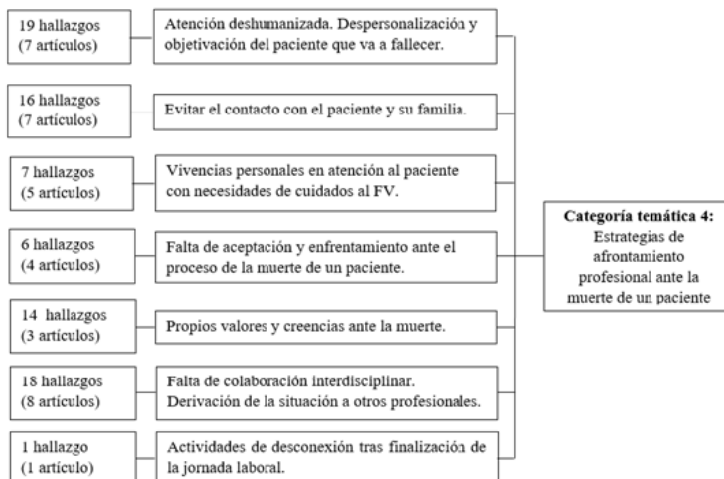 19 hallazgos
(7 artículos)
Atención deshumanizada. Despersonalización y
objetivación del paciente que va a fallecer.
16 hallazgos
(7 artículos)
Evitar el contacto con el paciente y su familia.
7 hallazgos
(5 artículos)
Vivencias personales en atención al paciente
con necesidades de cuidados al FV.
6 hallazgos
(4 artículos)
Falta de aceptación y enfrentamiento ante el
proceso de la muerte de un paciente.
14 hallazgos
(3 artículos)
Propios valores y creencias ante la muerte.
18 hallazgos
(8 artículos)
Falta de colaboración interdisciplinar.
Derivación de la situación a otros profesionales.
1 hallazgo
(1 artículo)
Actividades de desconexión tras finalización de
la jornada laboral.
Categoría temática 4:
Estrategias de
afrontamiento
profesional ante la
muerte de un paciente